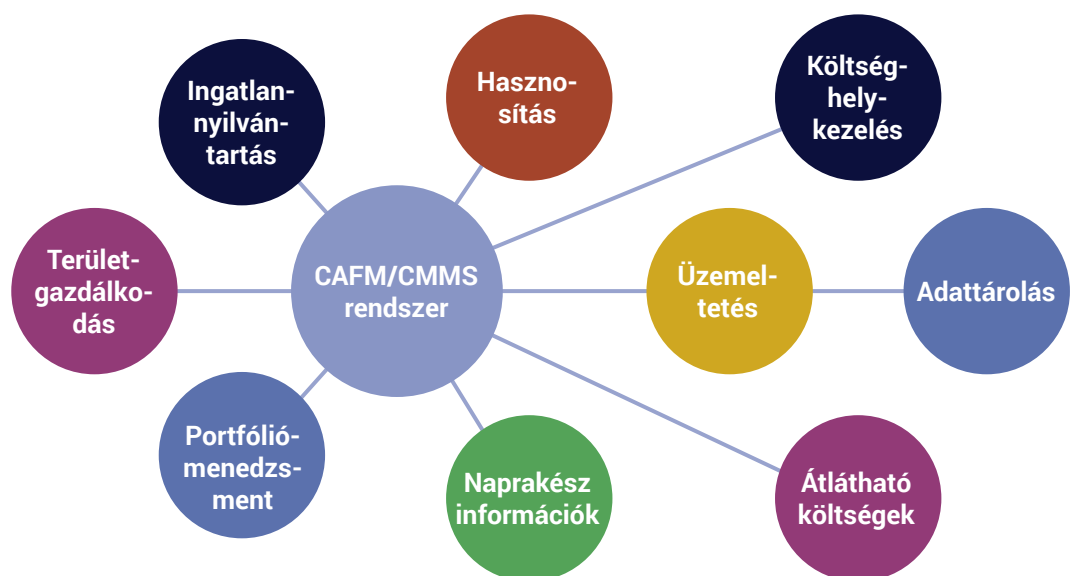 Ingatlan-
nyilván-
tartás
Haszno-
sítás
Költség-
hely-
kezelés
Terület-
gazdálko-
dás
CAFM/CMMS
rendszer
Üzemel-
tetés
Adattárolás
Portfólió-
menedzs-
ment
Naprakész
információk
Átlátható
költségek